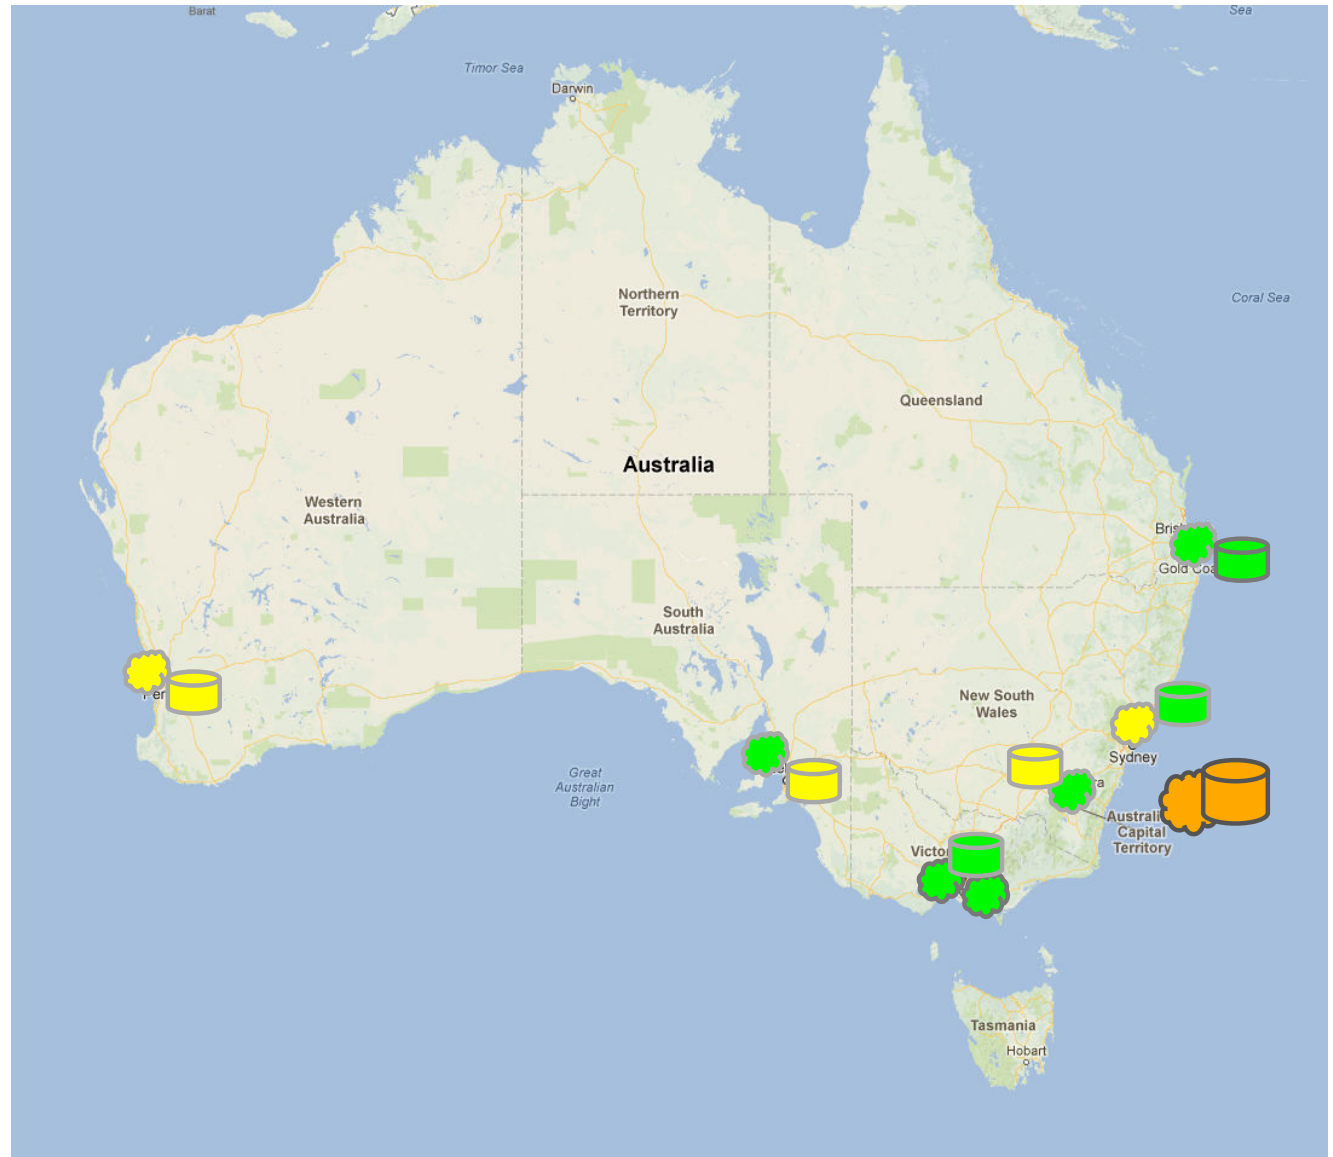 Barat
Sea
Timor Sea
Darwin
Northern
Territory
Coral Sea
Queensland
Australia
Western
Australia
South
Australia
New South
Wales
Sydney
Great
Australian
Bight
Capital
Territory
Tasmania
Hobart